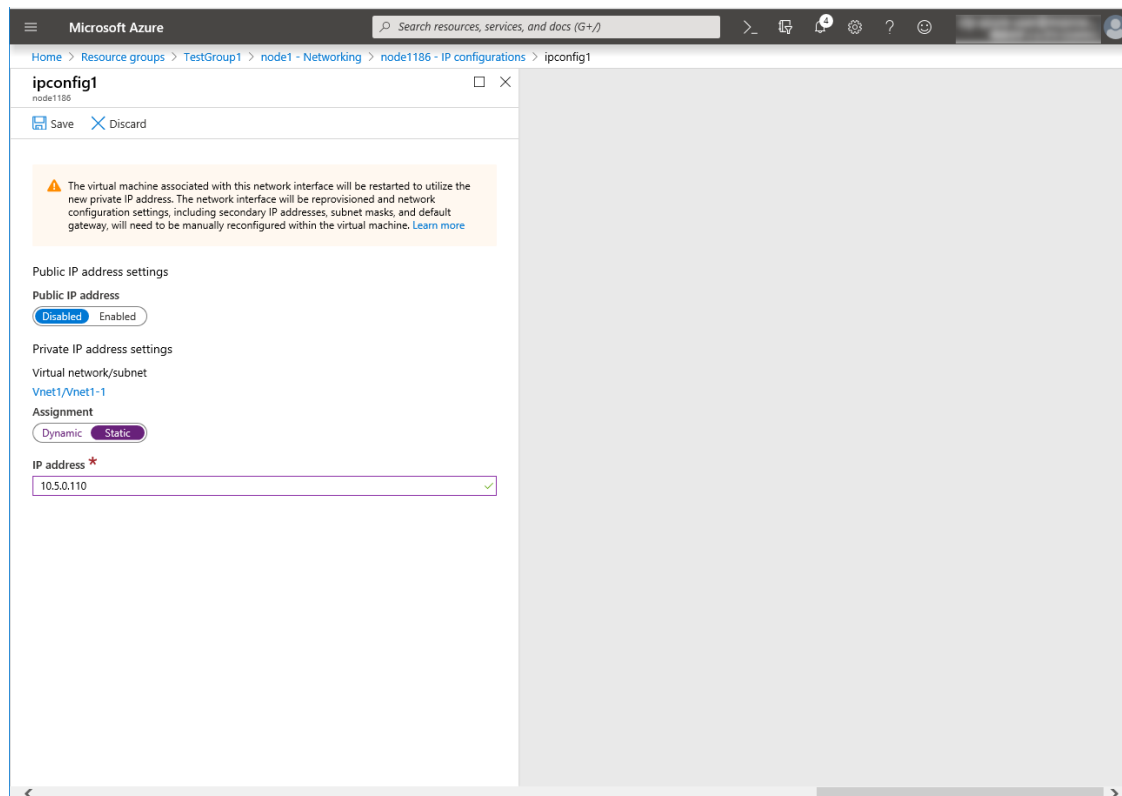 Microsoft Azure
Search resources, services, and docs (G+/)
4
Home > Resource groups > TestGroup1 > node1 - Networking > node1186 - IP configurations > ipconfig1
ipconfig1
node1186
Save Discard
The virtual machine associated with this network interface will be restarted to utilize the
new private IP address. The network interface will be reprovisioned and network
configuration settings, including secondary IP addresses, subnet masks, and default
gateway, will need to be manually reconfigured within the virtual machine. Learn more
Public IP address settings
Public IP address
Disabled Enabled
Private IP address settings
Virtual network/subnet
Vnet1/Vnet1-1
Assignment
Dynamic Static
IP address *
10.5.0.110